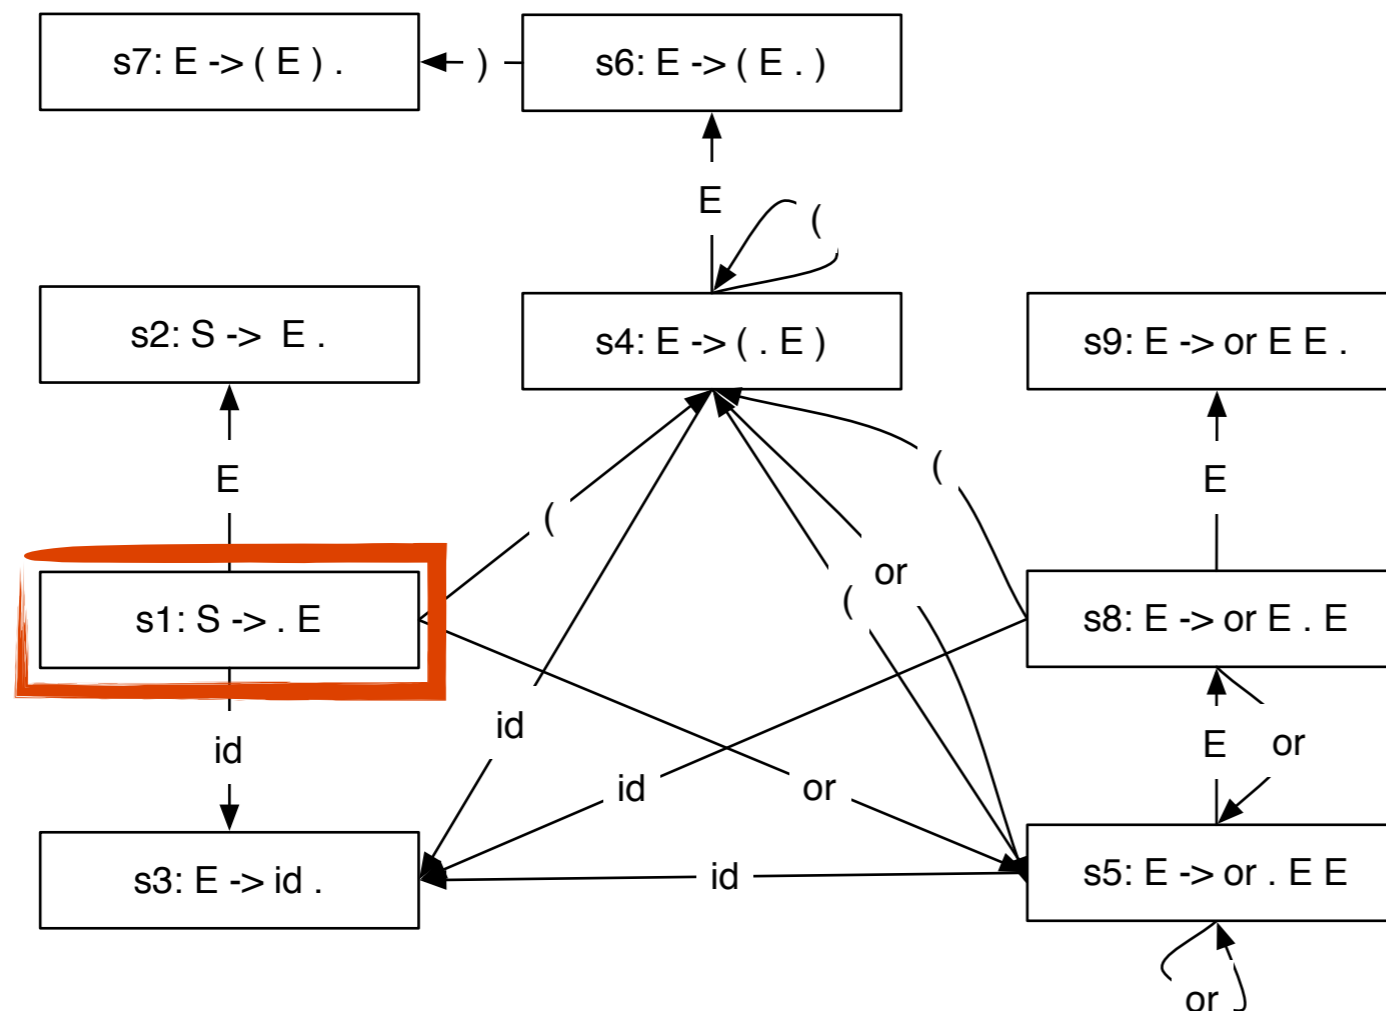 s7: E -> ( E ) .
)
s6: E -> ( E . )
E
(
s2: S -> E .
s4: E -> ( . E )
s9: E -> or E E .
E
(
(
E
or
(
s1: S -> . E
s8: E -> or E . E
id
id
E
or
id
or
s3: E -> id .
id
s5: E -> or . E E
or